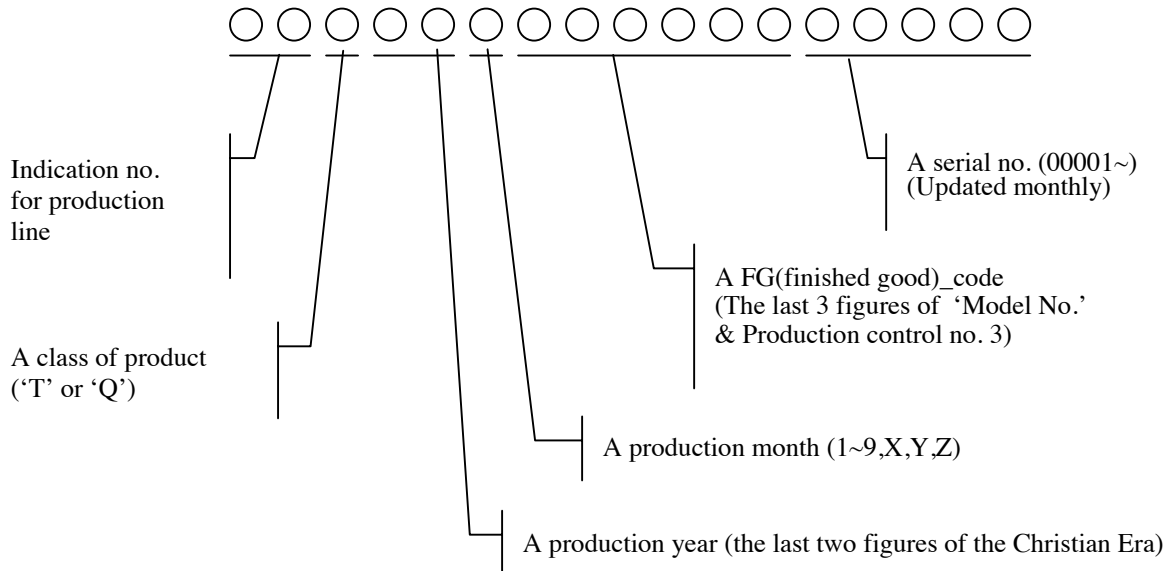 Indication no.
for production
line
A serial no. (00001~)
(Updated monthly)
A FG(finished good)_code
(The last 3 figures of ‘Model No.’
& Production control no. 3)
A class of product
(‘T’ or ‘Q’)
A production month (1~9,X,Y,Z)
A production year (the last two figures of the Christian Era)